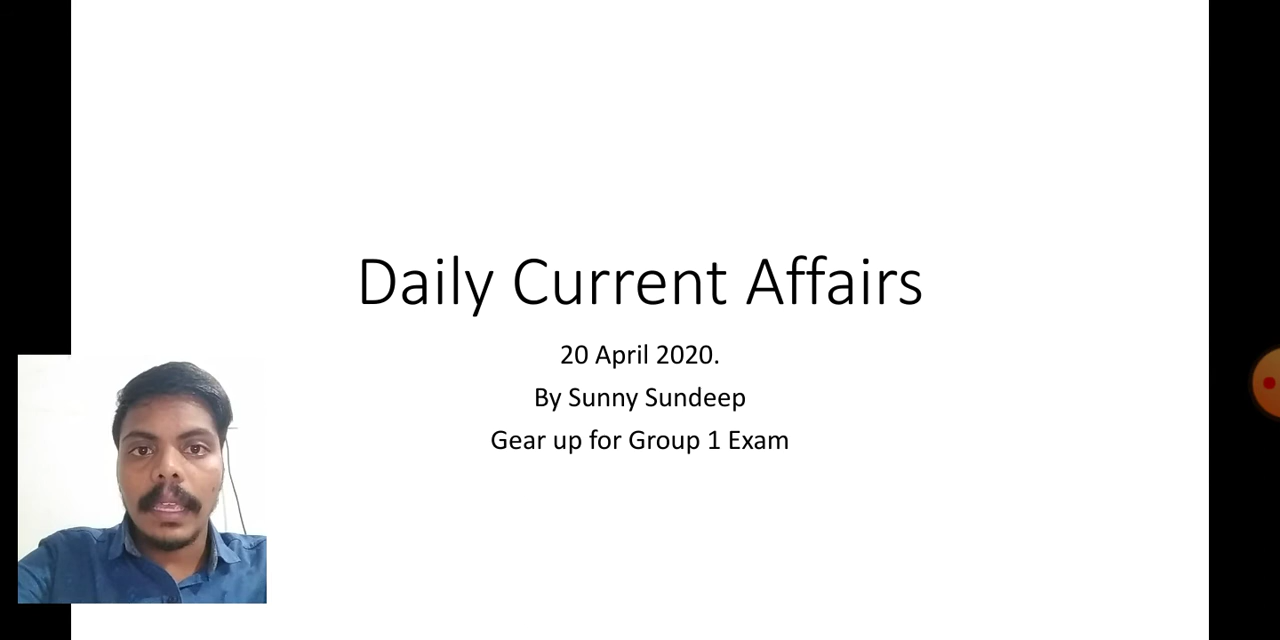 Daily Current Affairs
20 April 2020.
By Sunny Sundeep
Gear up for Group 1 Exam